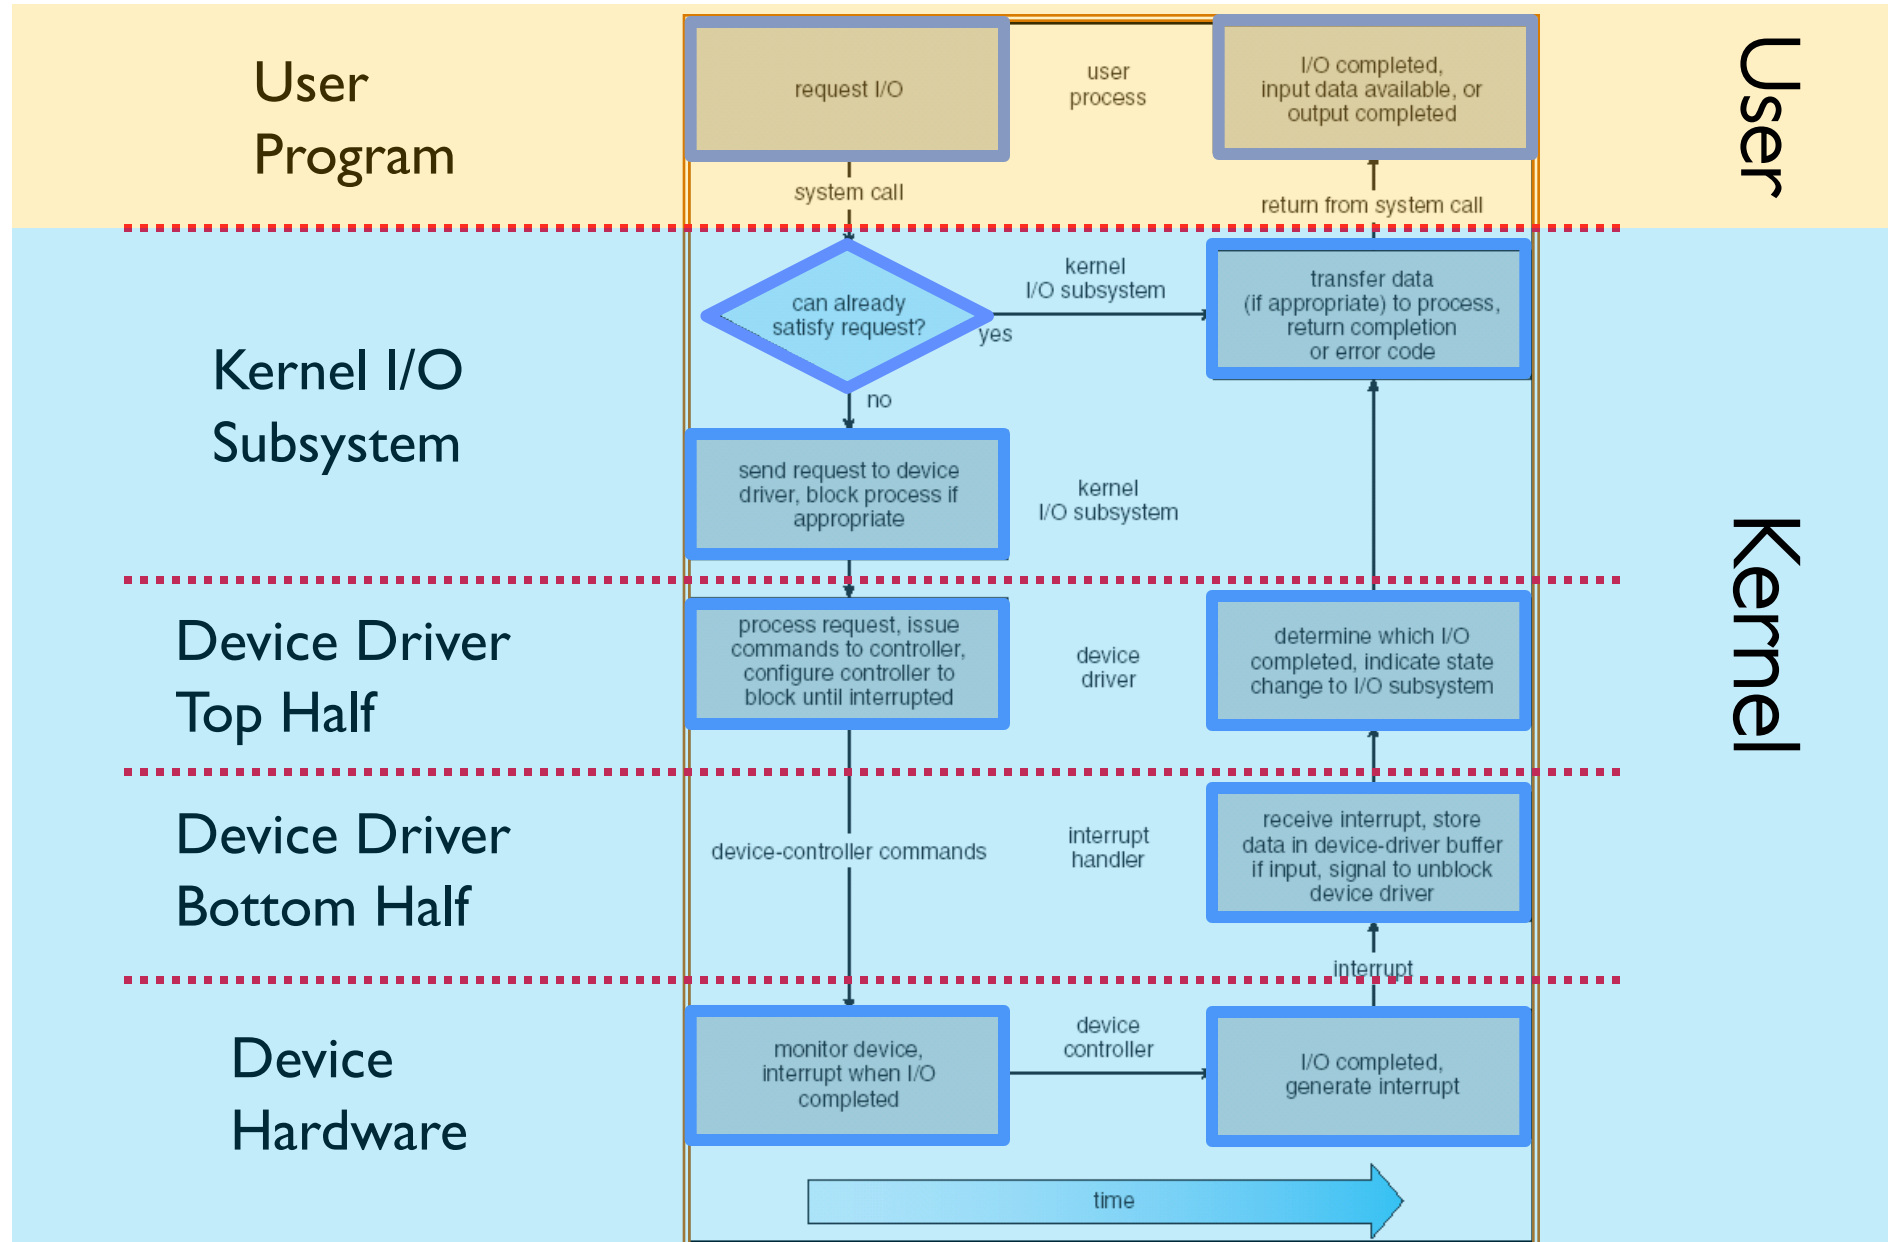 User
Program
request I/O
user
process
I/O completed,
input data available, or
output completed
User
system call
return from system call
Kernel I/O
Subsystem
can already
satisfy request?
kernel
I/O subsystem
yes
transfer data
(if appropriate) to process,
return completion
or error code
no
send request to device
driver, block process if
appropriate
kernel
I/O subsystem
Kernel
Device Driver
Top Half
process request, issue
commands to controller,
configure controller to
block until interrupted
device
driver
determine which I/O
completed, indicate state
change to I/O subsystem
Device Driver
Bottom Half
device-controller commands
interrupt
handler
receive interrupt, store
data in device-driver buffer
if input, signal to unblock
device driver
interrupt
Device
Hardware
monitor device,
interrupt when I/O
completed
device
controller
I/O completed,
generate interrupt
time